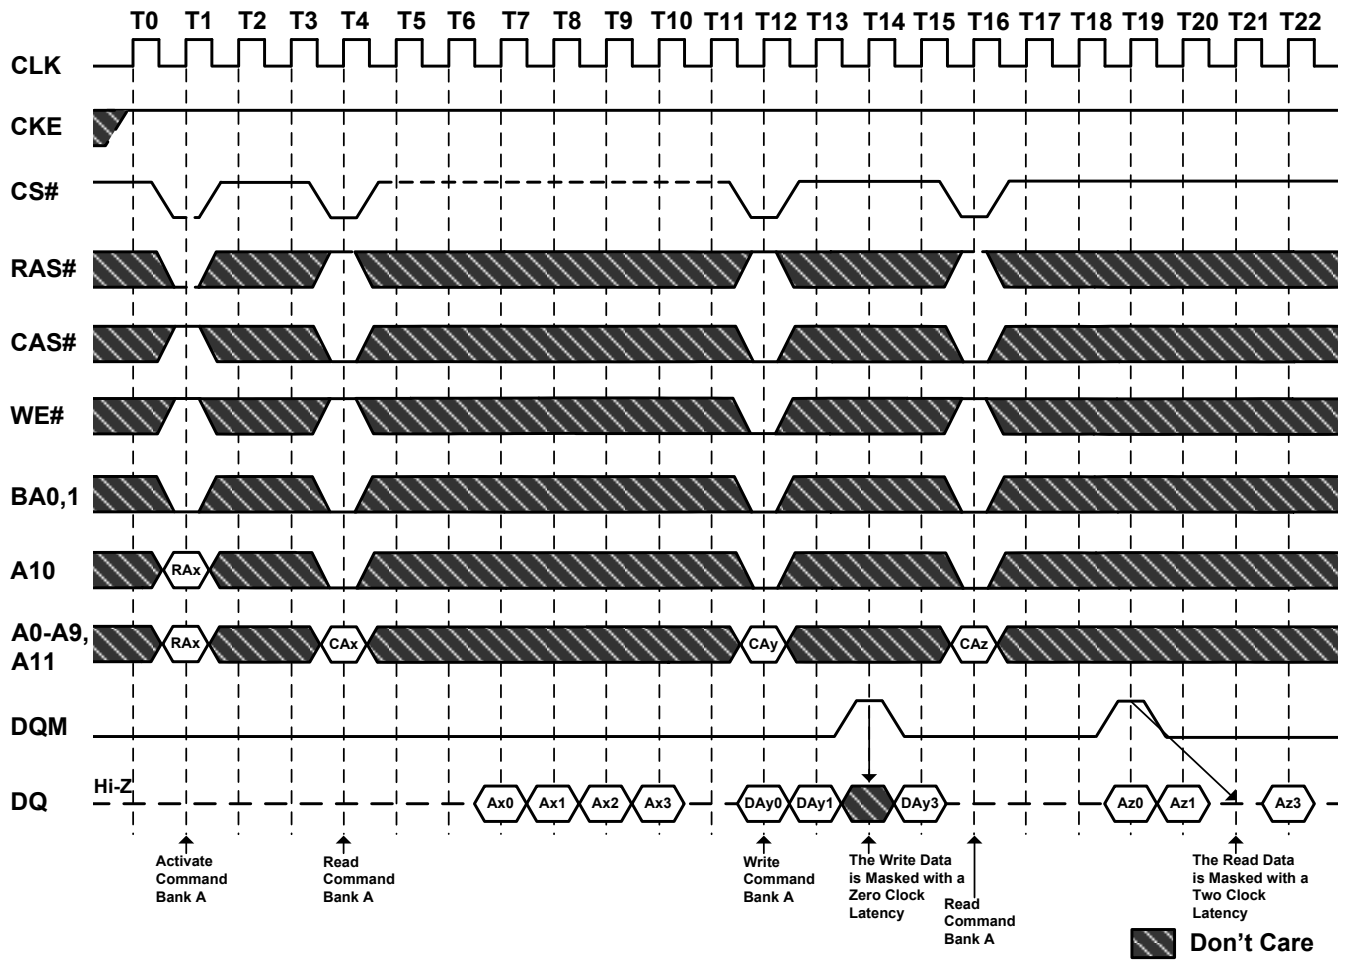 T0 T1 T2 T3 T4 T5 T6 T7 T8 T9 T10 T11 T12 T13 T14 T15 T16 T17 T18 T19 T20 T21 T22
CLK
CKE
CS#
RAS#
CAS#
WE#
BA0,1
A10 RAx
A0-A9,
A11
RAx CAx CAy CAz
DQM
DQ
Hi-Z
Ax0 Ax1 Ax2 Ax3 DAy0 DAy1 DAy3 Az0 Az1 Az3
Activate
Command
Bank A
Read
Command
Bank A
Write
Command
Bank A
The Write Data
is Masked with a
Zero Clock
Latency
Read
Command
Bank A
The Read Data
is Masked with a
Two Clock
Latency
Don't Care